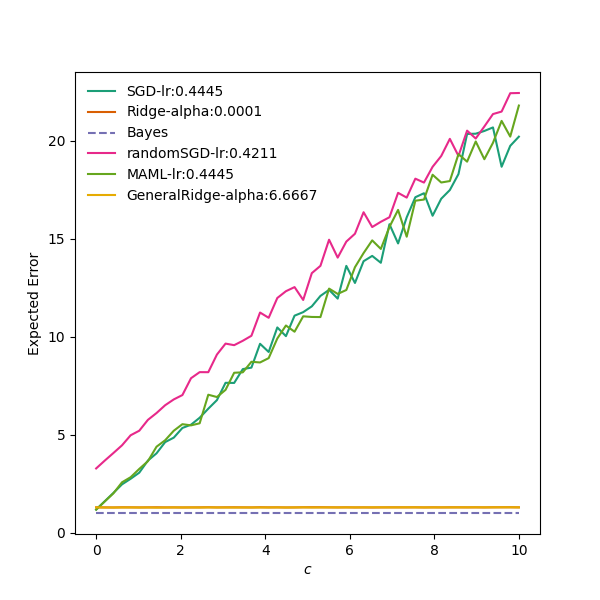 SGD-lr:0.4445
Ridge-alpha:0.0001
Bayes
randomSGD-lr:0.4211
MAML-lr:0.4445
GeneralRidge-alpha:6.6667
Expected Error
20
15
10
5
0
0 2 4 6 8 10
c